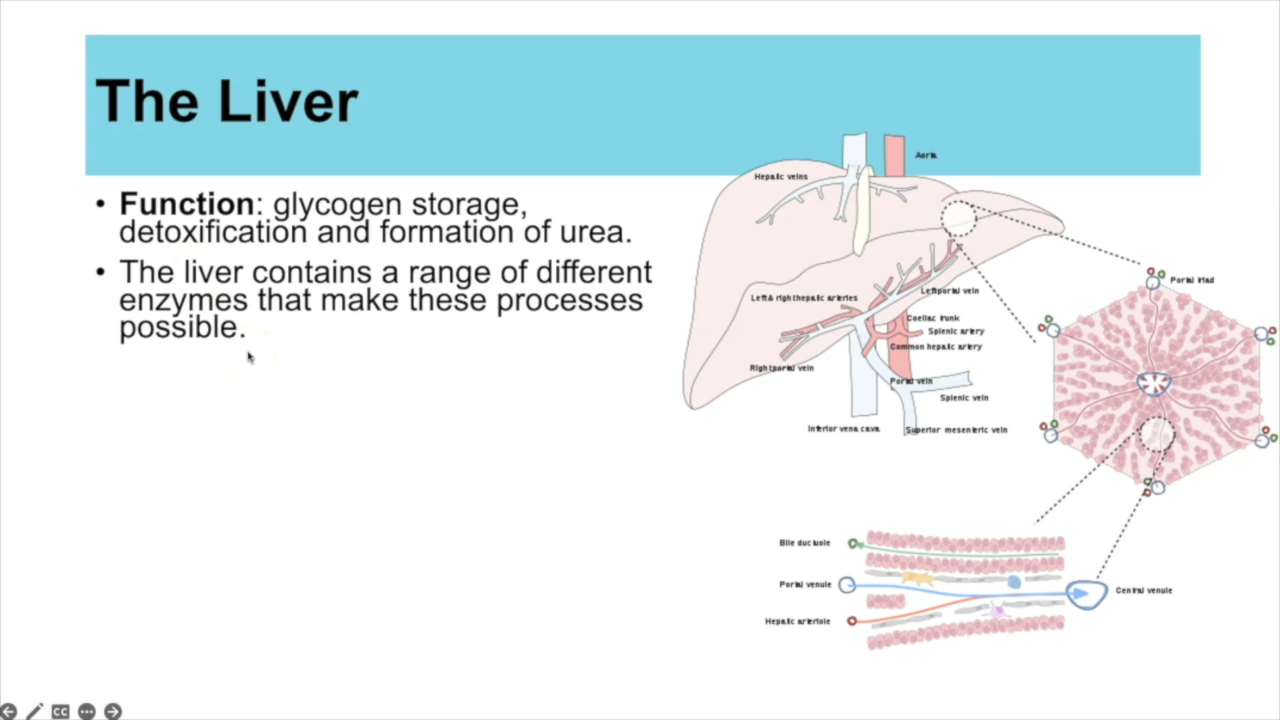 The Liver
• Function: glycogen storage,
detoxification and formation of urea.
• The liver contains a range of different
enzymes that make these processes
possible.
Aorta
Hepatic veins
Portal triad
Left portal vein
Left & right hepatic arteries
Coeliac trunk
Splenic artery
Common hepatic artery
Right portal vein
Portal vein
Splenic vein
Inferior vena cava
Superior mesenteric vein
Bile ductuole
Portal venule
Central venule
Hepatic arteriole
CC